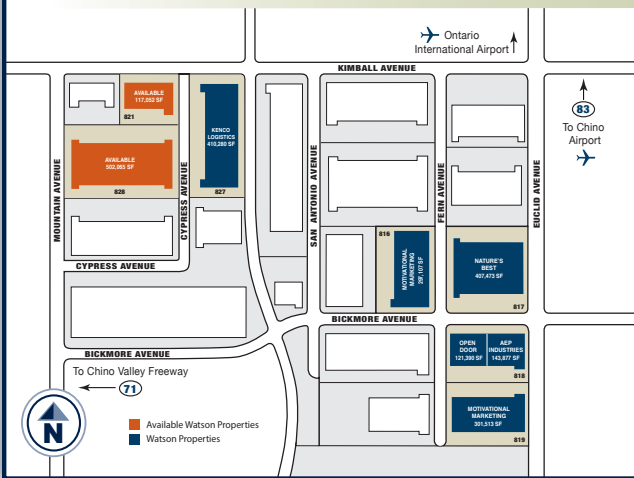 Ontario
International Airport
KIMBALL AVENUE
83
To Chino
Airport
AVAILABLE
117,052 SF
821
KENCO
LOGISTICS
410,280 SF
827
AVAILABLE
502,085 SF
828
MOUNTAIN AVENUE
CYPRESS AVENUE
SAN ANTONIO AVENUE
FERN AVENUE
EUCLID AVENUE
816
MOTIVATIONAL
MARKETING
297,107 SF
NATURE'S
BEST
407,473 SF
817
CYPRESS AVENUE
BICKMORE AVENUE
OPEN
DOOR
121,390 SF
AEP
INDUSTRIES
143,877 SF
818
BICKMORE AVENUE
To Chino Valley Freeway
71
MOTIVATIONAL
MARKETING
301,513 SF
819
N
Available Watson Properties
Watson Properties